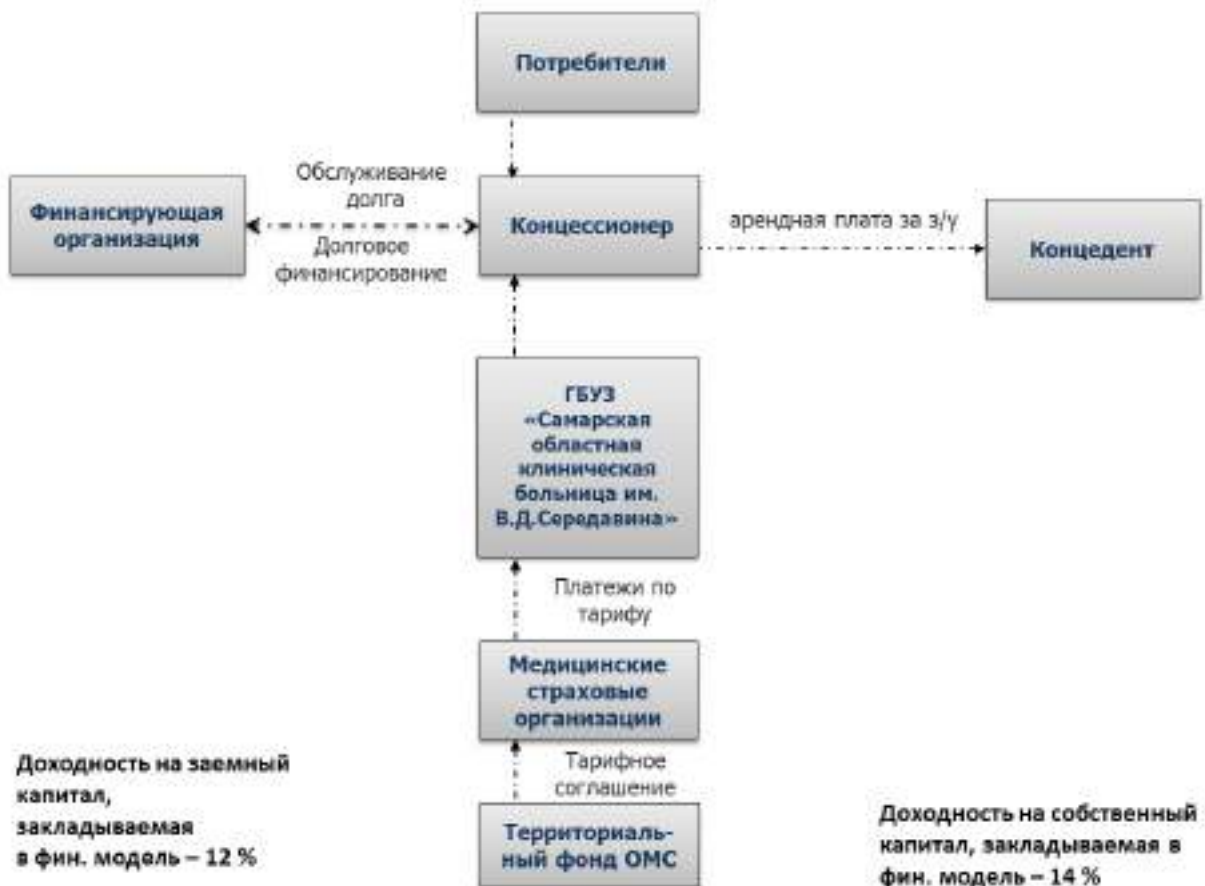 Потребители
Обслуживание
долга
Финансирующая
организация
Концессионер
арендная плата за з/у
Концедент
Долговое
финансирование
ГБУЗ
«Самарская
областная
клиническая
больница им.
В.Д.Середавина»
Платежи по
тарифу
Медицинские
страховые
организации
Тарифное
соглашение
Территориаль-
ный фонд ОМС
Доходность на заемный
капитал,
закладываемая
в фин. модель – 12 %
Доходность на собственный
капитал, закладываемая в
фин. модель – 14 %